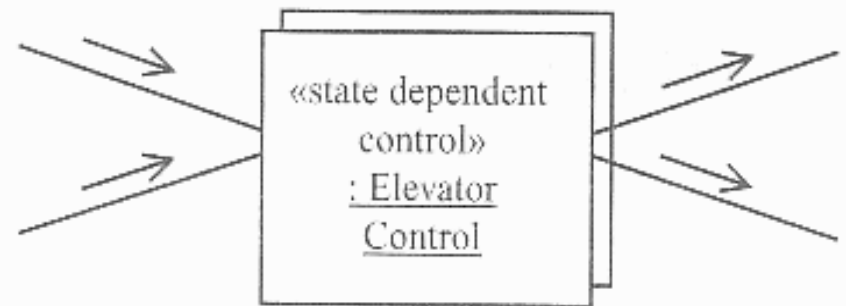 «state dependent
control»
: Elevator
Control